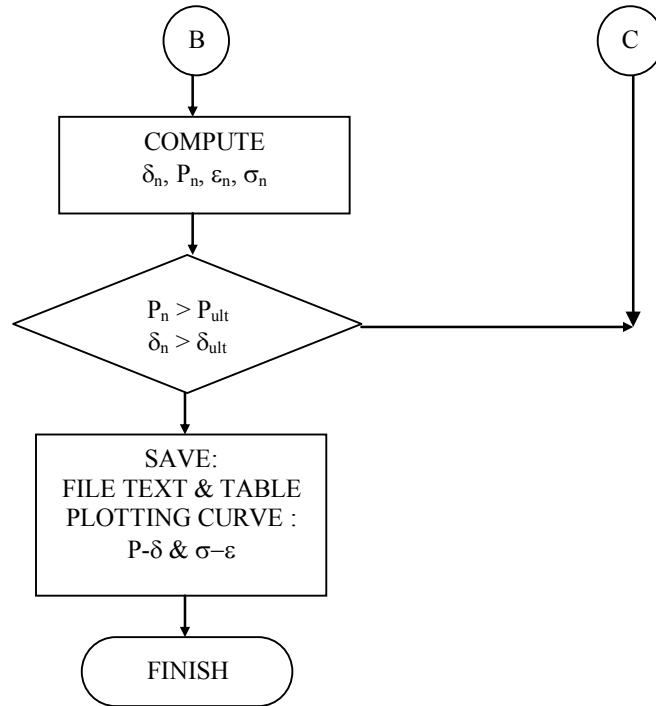 B
C
COMPUTE
δₙ, Pₙ, εₙ, σₙ
Pₙ > Pᵤₗₜ
δₙ > δᵤₗₜ
SAVE:
FILE TEXT & TABLE
PLOTTING CURVE :
P-δ & σ–ε
FINISH